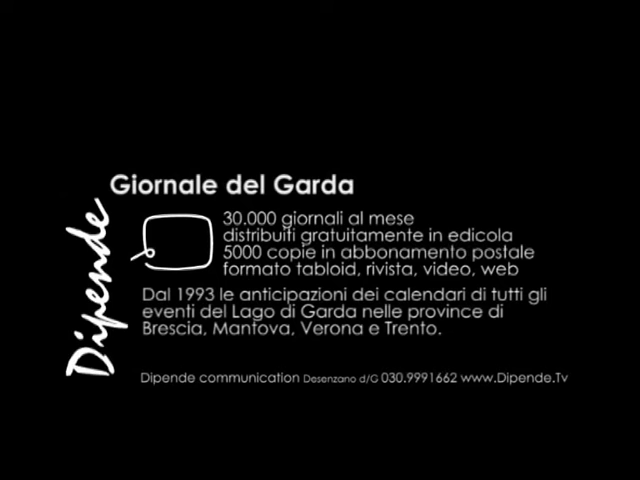 Giornale del Garda
Dipende
30.000 giornali al mese
distribuiti gratuitamente in edicola
5000 copie in abbonamento postale
formato tabloid, rivista, video, web
Dal 1993 le anticipazioni dei calendari di tutti gli
eventi del Lago di Garda nelle province di
Brescia, Mantova, Verona e Trento.
Dipende communication Desenzano d/G 030.9991662 www.Dipende.Tv